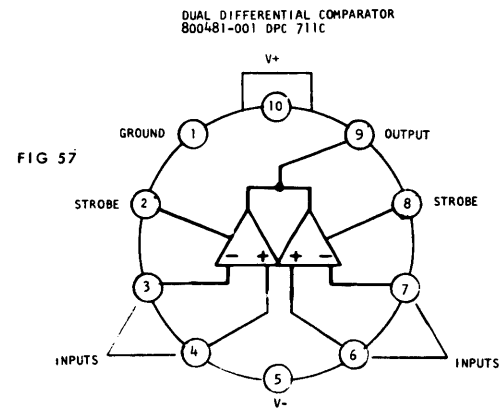 DUAL DIFFERENTIAL COMPARATOR
800481-001 DPC 711C
V+
10
GROUND 1 9 OUTPUT
FIG 57
STROBE 2 8 STROBE
- + + -
3 7
4 6
INPUTS 5 INPUTS
V-